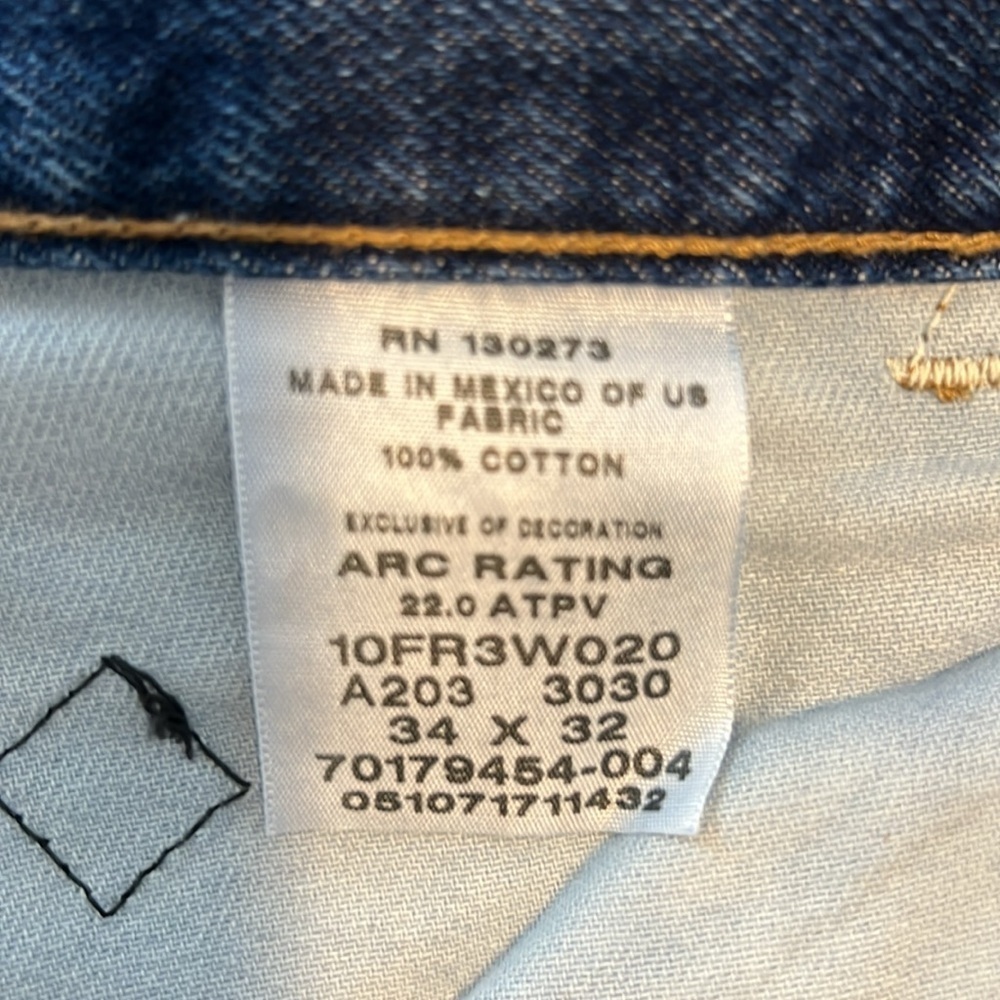 RN 130273
MADE IN MEXICO OF US
FABRIC
100% COTTON
EXCLUSIVE OF DECORATION
ARC RATING
22.0 ATPV
10FR3W020
A203 3030
34 X 32
70179454-004
051071711432